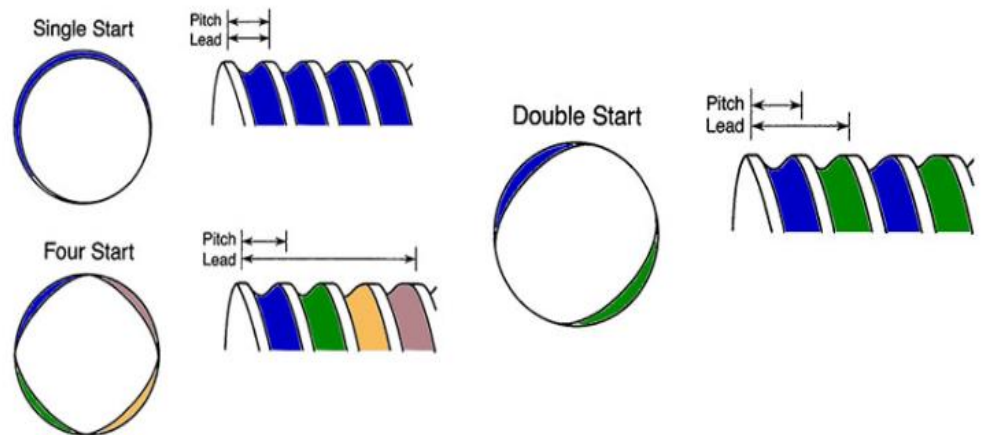 Single Start
Pitch
Lead
Double Start
Pitch
Lead
Four Start
Pitch
Lead